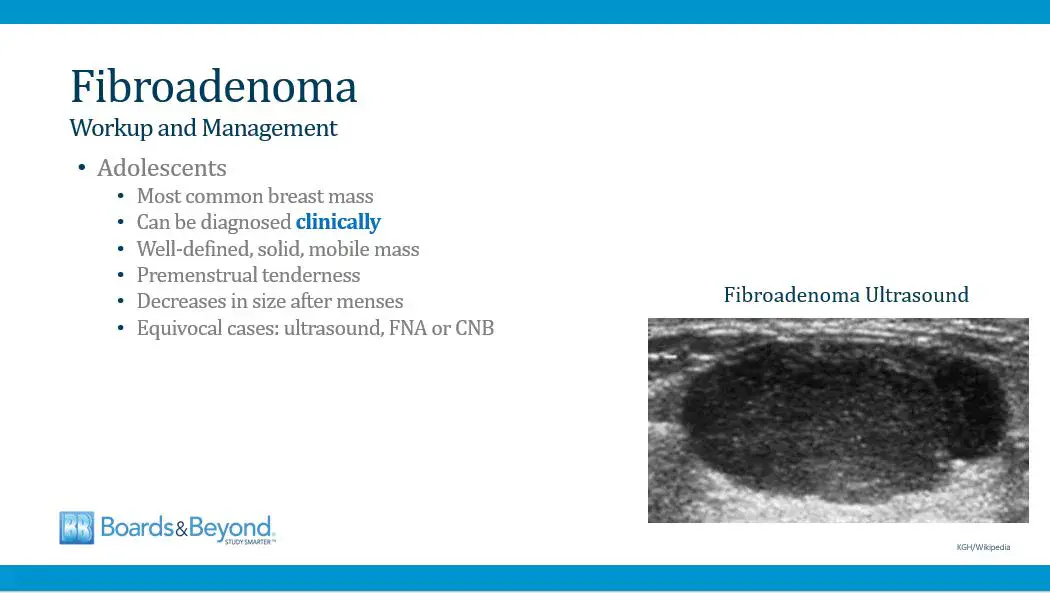 Fibroadenoma
Workup and Management
• Adolescents
• Most common breast mass
• Can be diagnosed clinically
• Well-defined, solid, mobile mass
• Premenstrual tenderness
• Decreases in size after menses
• Equivocal cases: ultrasound, FNA or CNB
Fibroadenoma Ultrasound
BB Boards&Beyond.
STUDY SMARTER™
KGH/Wikipedia